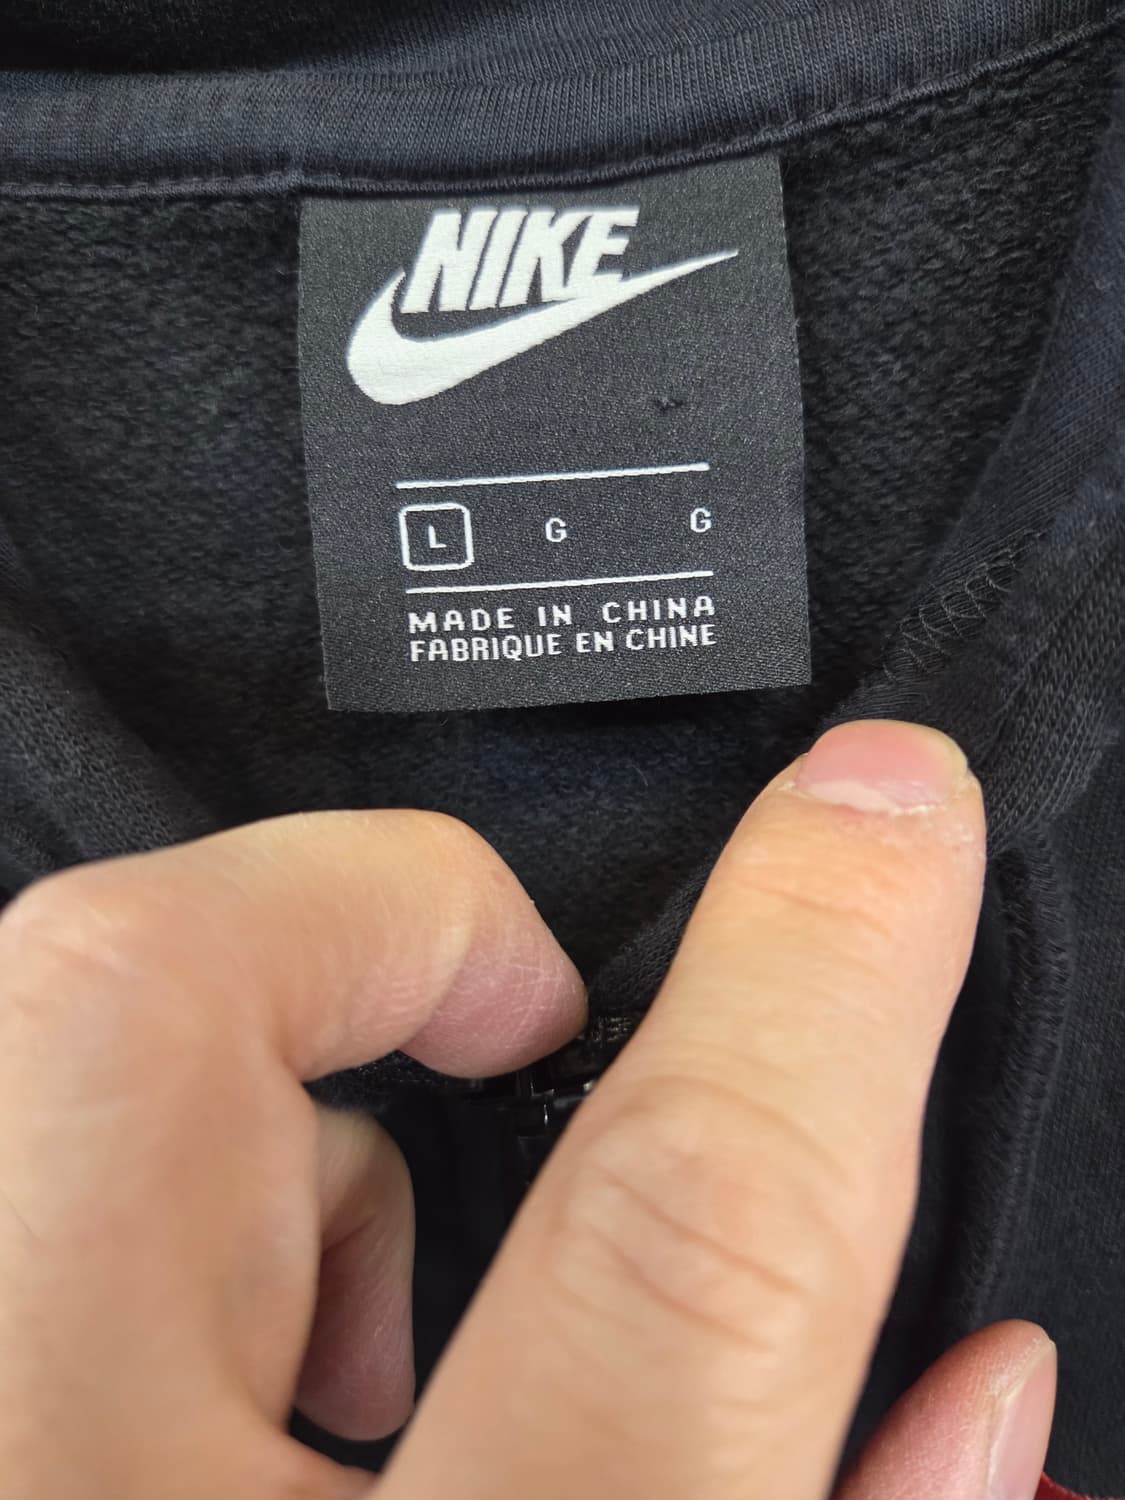 NIKE
L G G
MADE IN CHINA
FABRIQUE EN CHINE